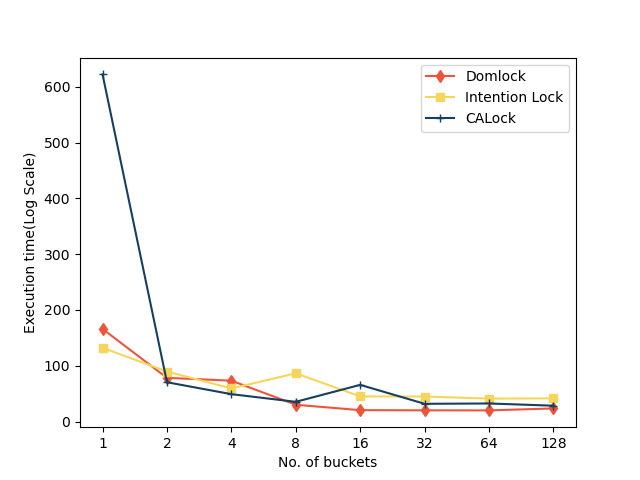 Domlock
Intention Lock
CALock
Execution time(Log Scale)
600
500
400
300
200
100
0
1 2 4 8 16 32 64 128
No. of buckets